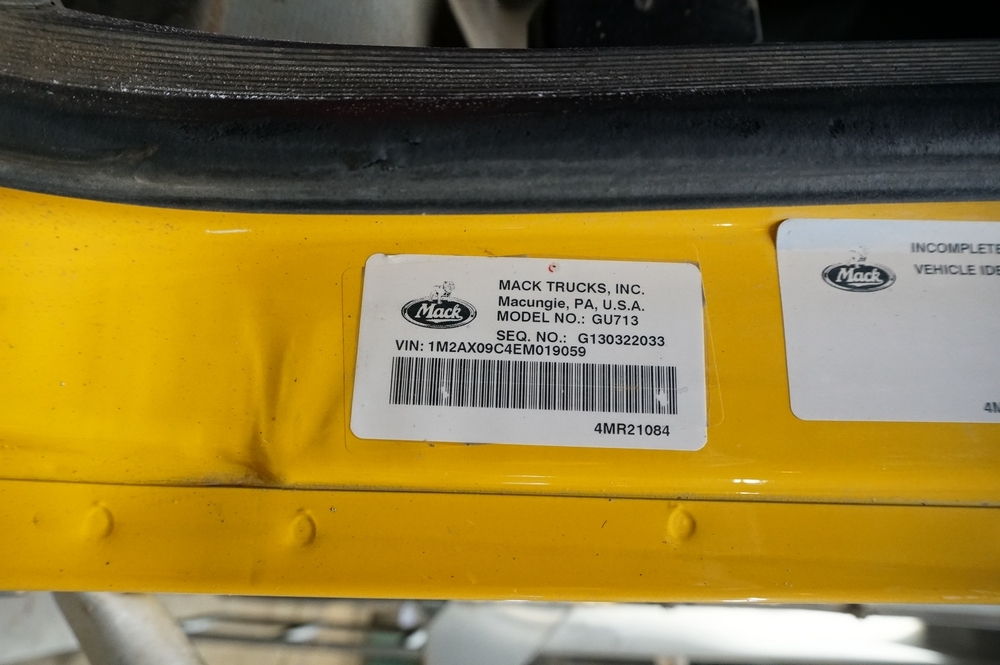 Mack
MACK TRUCKS, INC.
Macungie, PA, U.S.A.
MODEL NO.: GU713
SEQ. NO.: G130322033
VIN: 1M2AX09C4EM019059
4MR21084
Mack
INCOMPLETE
VEHICLE IDE
4M